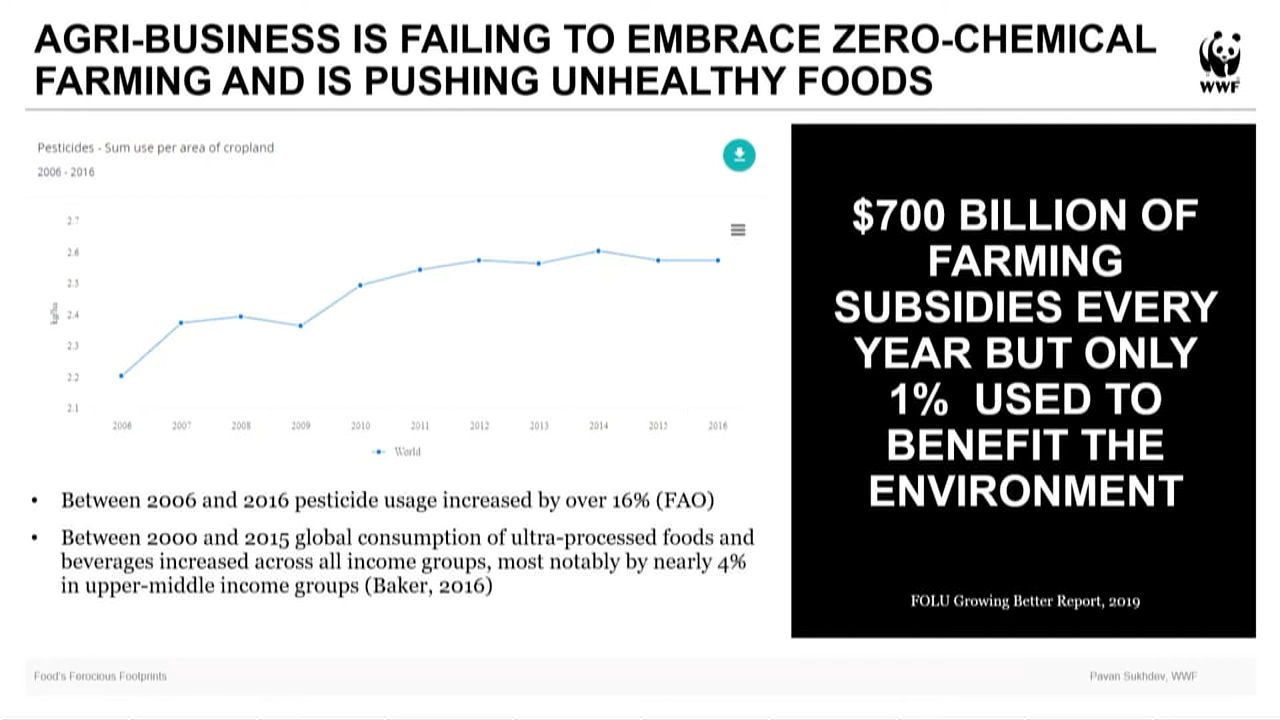 AGRI-BUSINESS IS FAILING TO EMBRACE ZERO-CHEMICAL
FARMING AND IS PUSHING UNHEALTHY FOODS
WWF
Pesticides - Sum use per area of cropland
2006 - 2016
2.7
2.6
2.5
2.4
2.3
2.2
2.1
kg/ha
2006 2007 2008 2009 2010 2011 2012 2013 2014 2015 2016
World
• Between 2006 and 2016 pesticide usage increased by over 16% (FAO)
• Between 2000 and 2015 global consumption of ultra-processed foods and
beverages increased across all income groups, most notably by nearly 4%
in upper-middle income groups (Baker, 2016)
$700 BILLION OF
FARMING
SUBSIDIES EVERY
YEAR BUT ONLY
1% USED TO
BENEFIT THE
ENVIRONMENT
FOLU Growing Better Report, 2019
Food's Ferocious Footprints
Pavan Sukhdev, WWF